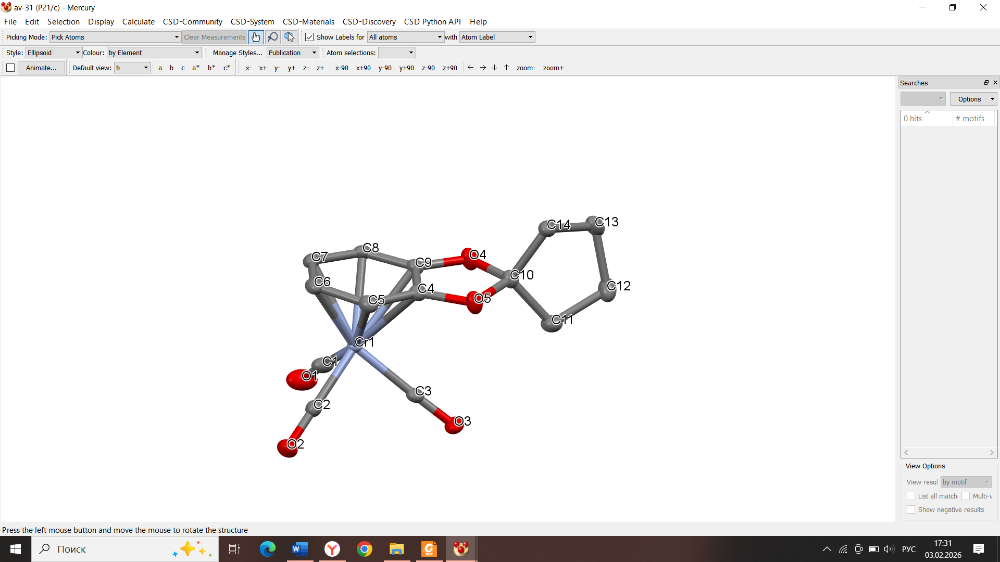 av-31 (P21/c) - Mercury
File Edit Selection Display Calculate CSD-Community CSD-System CSD-Materials CSD-Discovery CSD Python API Help
Picking Mode: Pick Atoms Clear Measurements Show Labels for All atoms with Atom Label
Style: Ellipsoid Colour: by Element Manage Styles... Publication Atom selections:
Animate... Default view: b a b c a* b* c* x- x+ y- y+ z- z+ x-90 x+90 y-90 y+90 z-90 z+90 ← → ↓ ↑ zoom- zoom+
Searches
Options
0 hits # motifs
C14 C13
C7 C8 C9 O4
C10
C6 C4 C12
C5 O5
C11
Cr1
C1
O1
C2 C3
O3
O2
View Options
View resul by motif
List all match Multi-v
Show negative results
Press the left mouse button and move the mouse to rotate the structure
Поиск
РУС
17:31
03.02.2026